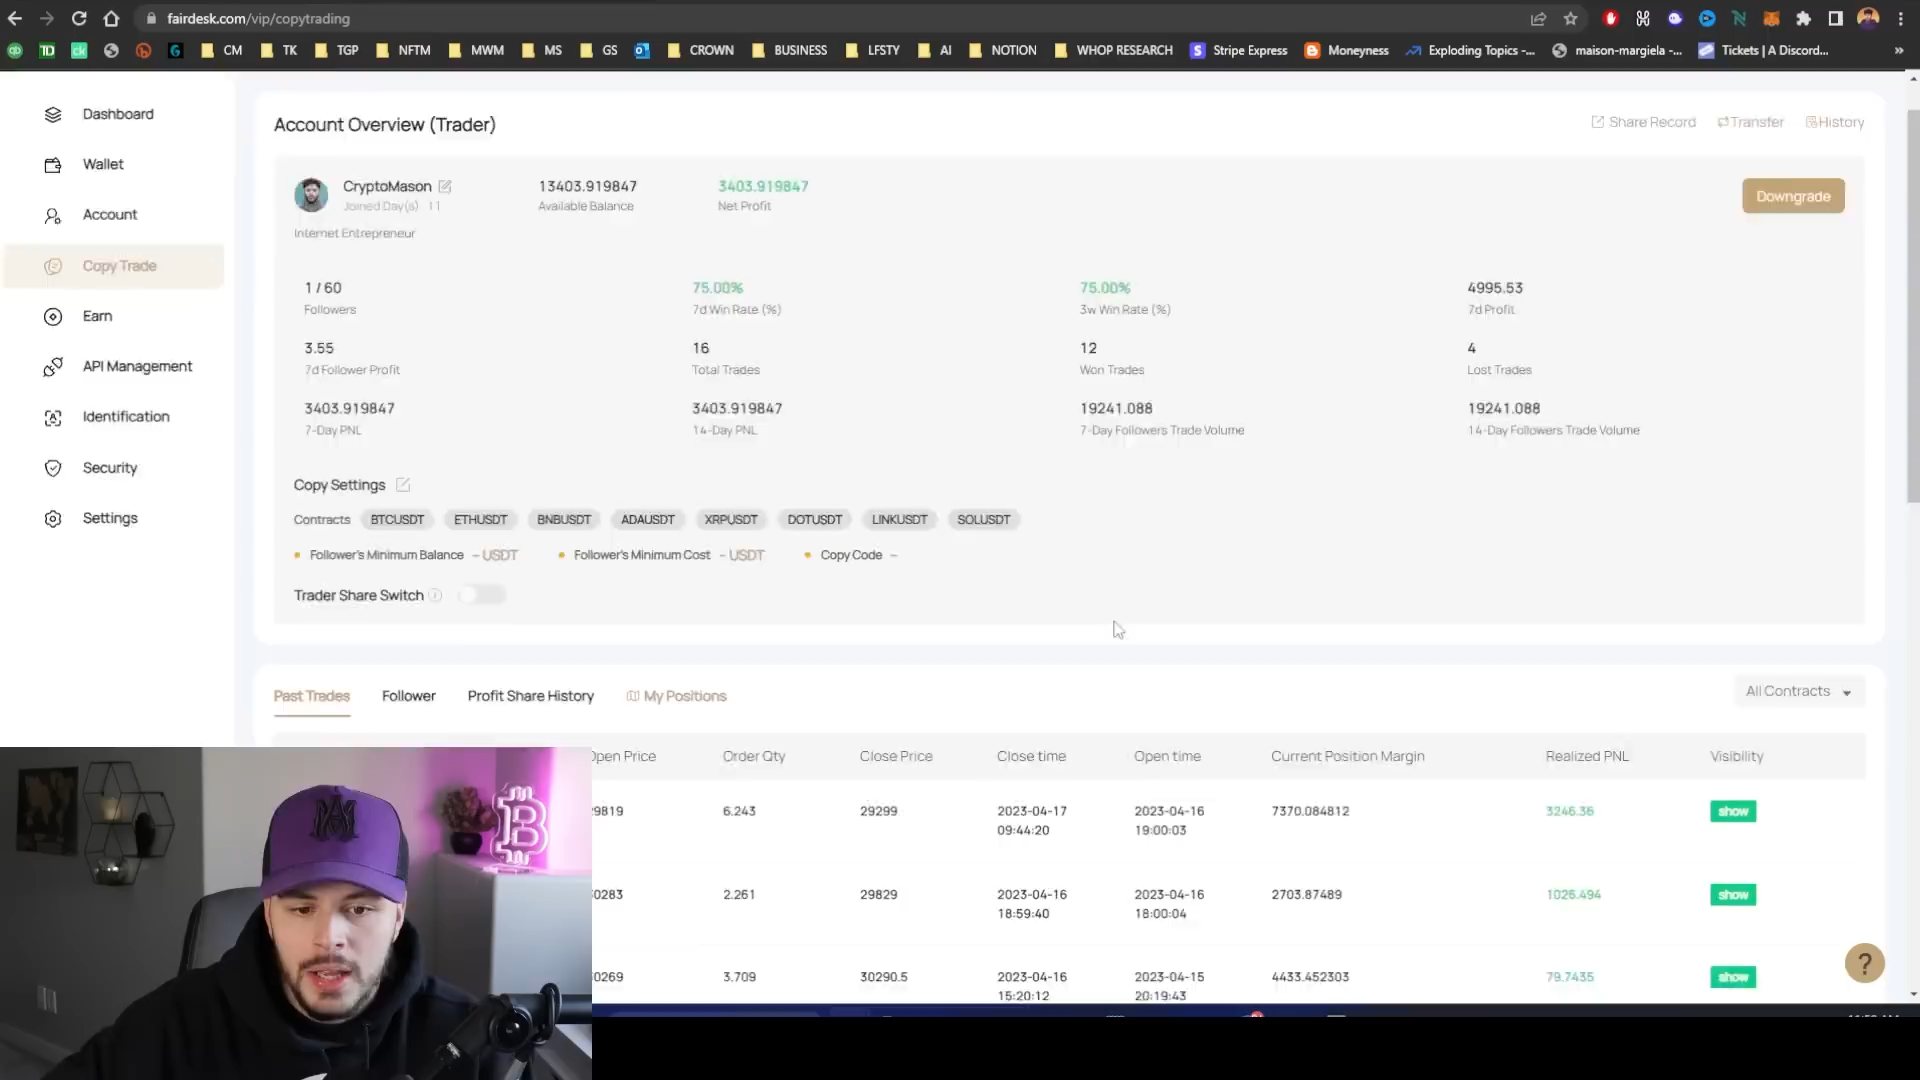 fairdesk.com/vip/copytrading
TD ck CM TK TGP NFTM MWM MS GS CROWN BUSINESS LFSTY AI NOTION WHOP RESEARCH Stripe Express Moneyness Exploding Topics -... maison-margiela -... Tickets | A Discord... »
Dashboard
Wallet
Account
Copy Trade
Earn
API Management
Identification
Security
Settings
Account Overview (Trader)
Share Record Transfer History
CryptoMason 13403.919847 3403.919847
Joined Day(s) 11 Available Balance Net Profit
Downgrade
Internet Entrepreneur
1 / 60 75.00% 75.00% 4995.53
Followers 7d Win Rate (%) 3w Win Rate (%) 7d Profit
3.55 16 12 4
7d Follower Profit Total Trades Won Trades Lost Trades
3403.919847 3403.919847 19241.088 19241.088
7-Day PNL 14-Day PNL 7-Day Followers Trade Volume 14-Day Followers Trade Volume
Copy Settings
Contracts BTCUSDT ETHUSDT BNBUSDT ADAUSDT XRPUSDT DOTUSDT LINKUSDT SOLUSDT
Follower's Minimum Balance – USDT Follower's Minimum Cost – USDT Copy Code –
Trader Share Switch
Past Trades Follower Profit Share History My Positions All Contracts
Open Price Order Qty Close Price Close time Open time Current Position Margin Realized PNL Visibility
9819 6.243 29299 2023-04-17 2023-04-16 7370.084812 3246.36 show
09:44:20 19:00:03
0283 2.261 29829 2023-04-16 2023-04-16 2703.87489 1026.494 show
18:59:40 18:00:04
0269 3.709 30290.5 2023-04-16 2023-04-15 4433.452303 79.7435 show
15:20:12 20:19:43
?